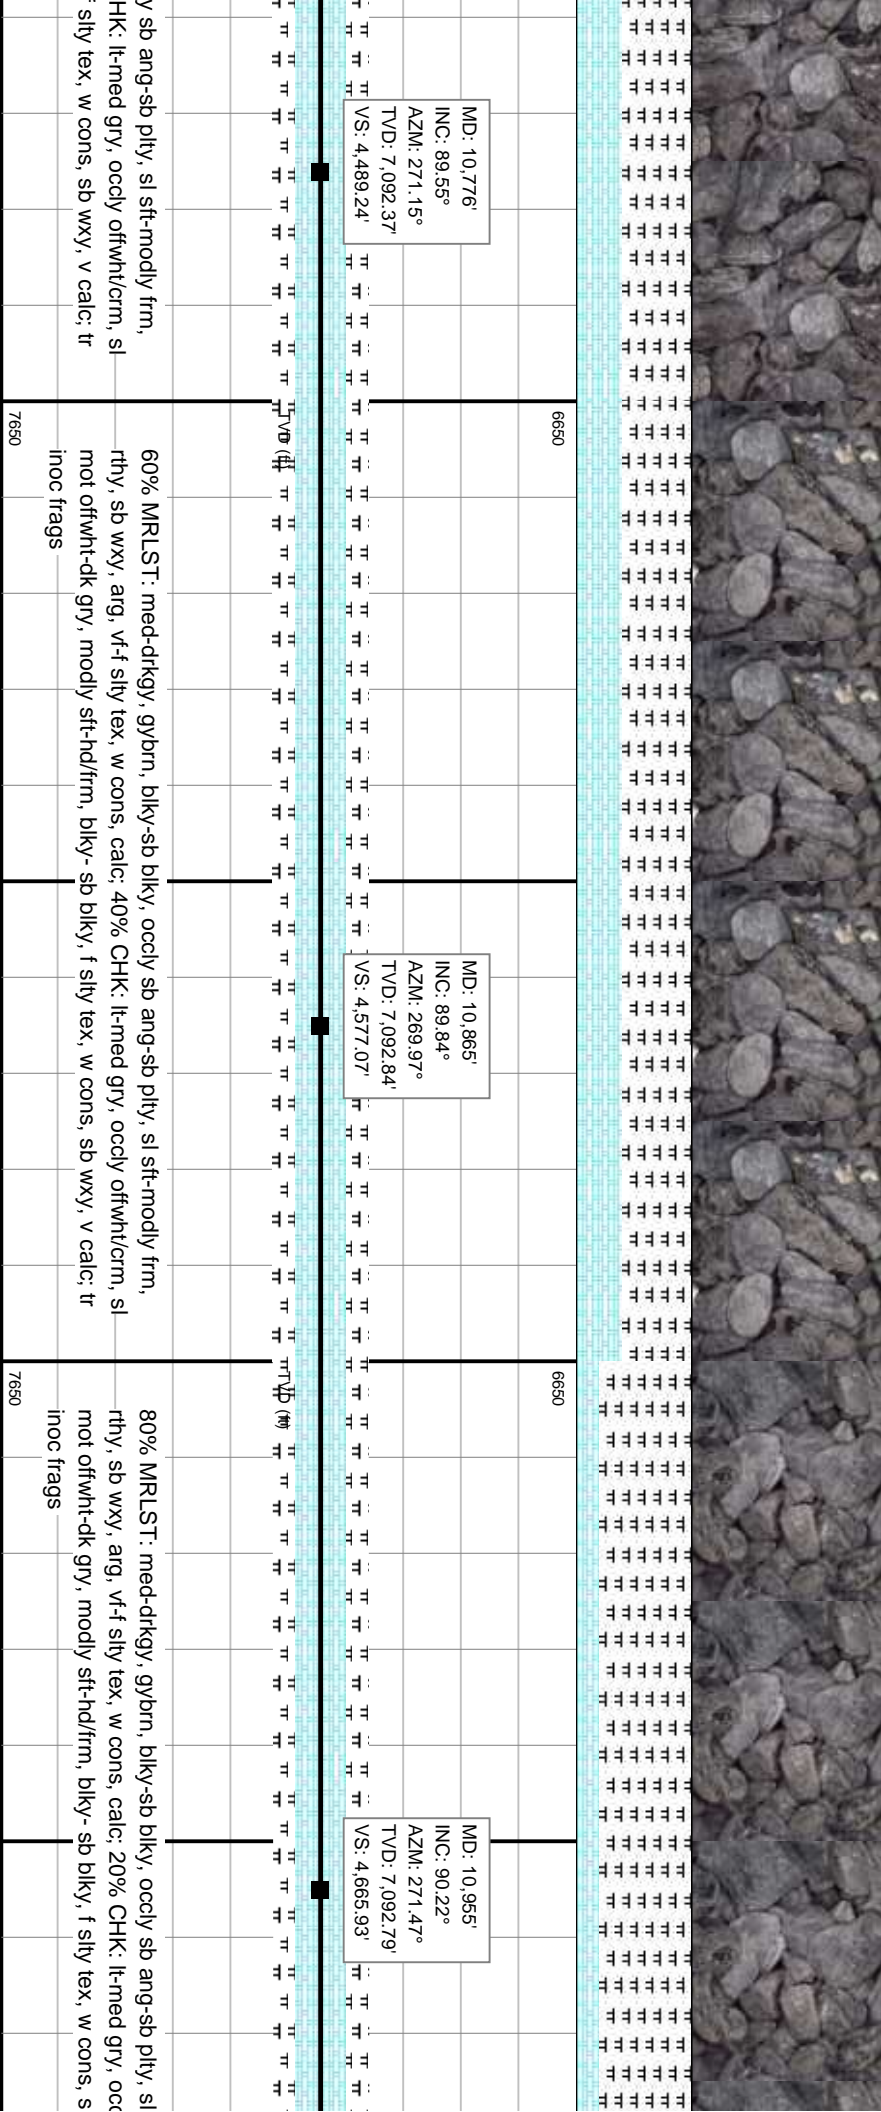 y sb ang-sb plty, sl sft-modly frm,
HK: lt-med gry, occly offwht/crm, sl
slty tex, w cons, sb wxy, v calc; tr
MD: 10,776'
INC: 89.55°
AZM: 271.15°
TVD: 7,092.37'
VS: 4,489.24'
6650
TVD (ft)
7650
60% MRLST: med-drkgy, gybrn, blky-sb blky, occly sb ang-sb plty, sl sft-modly frm,
rthy, sb wxy, arg, vf-f slty tex, w cons, calc; 40% CHK: lt-med gry, occly offwht/crm, sl
mot offwht-dk gry, modly sft-hd/frm, blky- sb blky, f slty tex, w cons, sb wxy, v calc; tr
inoc frags
MD: 10,865'
INC: 89.84°
AZM: 269.97°
TVD: 7,092.84'
VS: 4,577.07'
6650
TVD (ft)
7650
80% MRLST: med-drkgy, gybrn, blky-sb blky, occly sb ang-sb plty, sl
rthy, sb wxy, arg, vf-f slty tex, w cons, calc; 20% CHK: lt-med gry, occ
mot offwht-dk gry, modly sft-hd/frm, blky- sb blky, f slty tex, w cons, s
inoc frags
MD: 10,955'
INC: 90.22°
AZM: 271.47°
TVD: 7,092.79'
VS: 4,665.93'